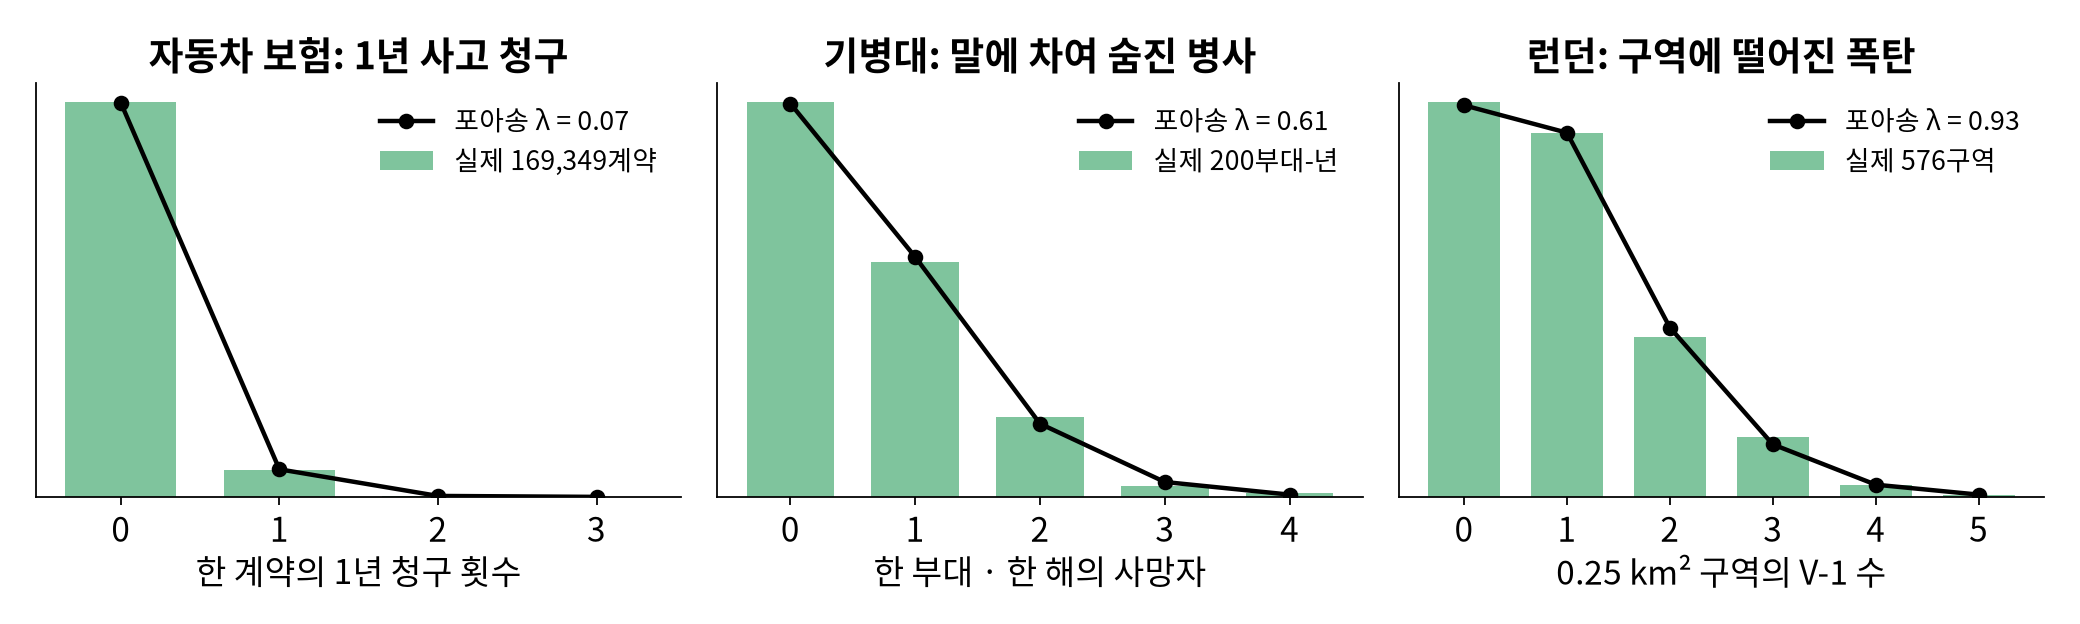 자동차 보험: 1년 사고 청구
포아송 λ = 0.07
실제 169,349계약
0 1 2 3
한 계약의 1년 청구 횟수
기병대: 말에 차여 숨진 병사
포아송 λ = 0.61
실제 200부대-년
0 1 2 3 4
한 부대 · 한 해의 사망자
런던: 구역에 떨어진 폭탄
포아송 λ = 0.93
실제 576구역
0 1 2 3 4 5
0.25 km² 구역의 V-1 수